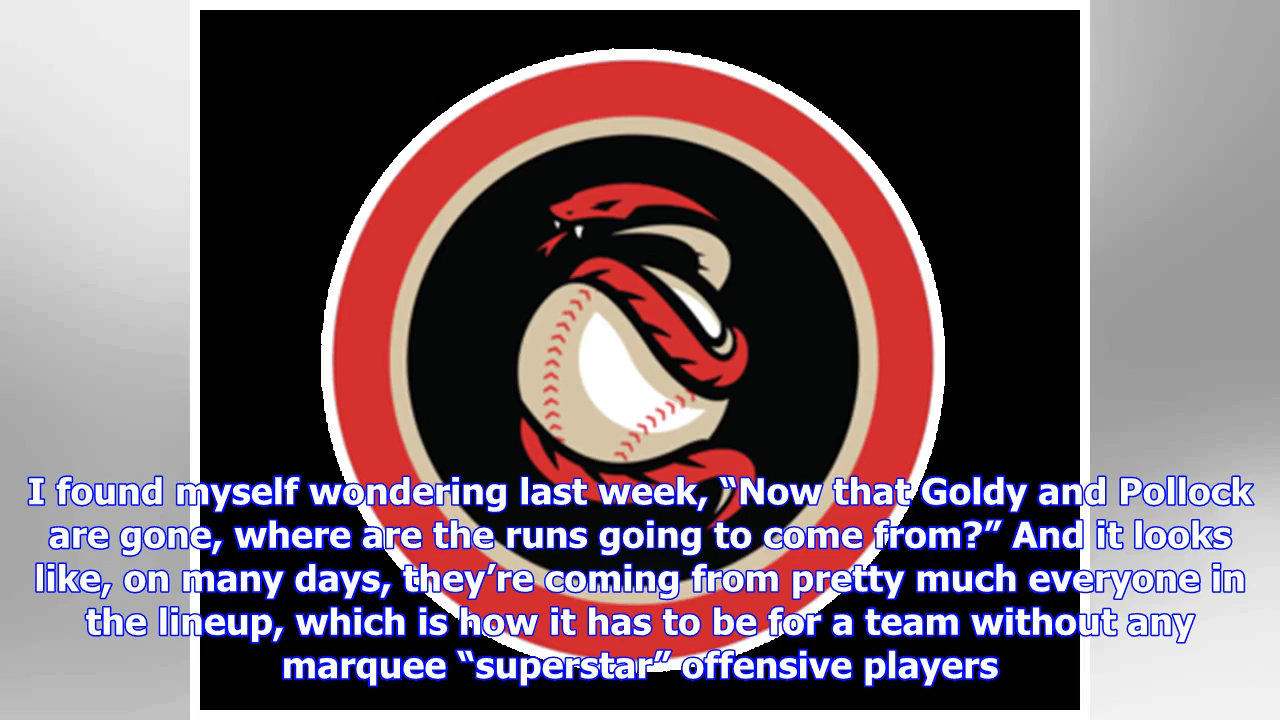 I found myself wondering last week, “Now that Goldy and Pollock
are gone, where are the runs going to come from?” And it looks
like, on many days, they’re coming from pretty much everyone in
the lineup, which is how it has to be for a team without any
marquee “superstar” offensive players